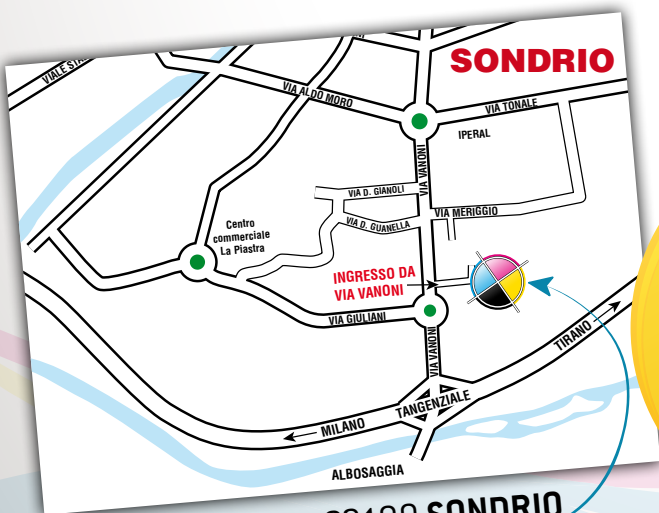 SONDRIO
VIALE
VIA ALDO MORO
VIA TONALE
IPERAL
VIA VANONI
VIA D. GIANOLI
VIA D. GUANELLA
VIA MERIGGIO
Centro
commerciale
La Piastra
INGRESSO DA
VIA VANONI
VIA GIULIANI
VIA VANONI
TIRANO
TANGENZIALE
MILANO
ALBOSAGGIA
SONDRIO